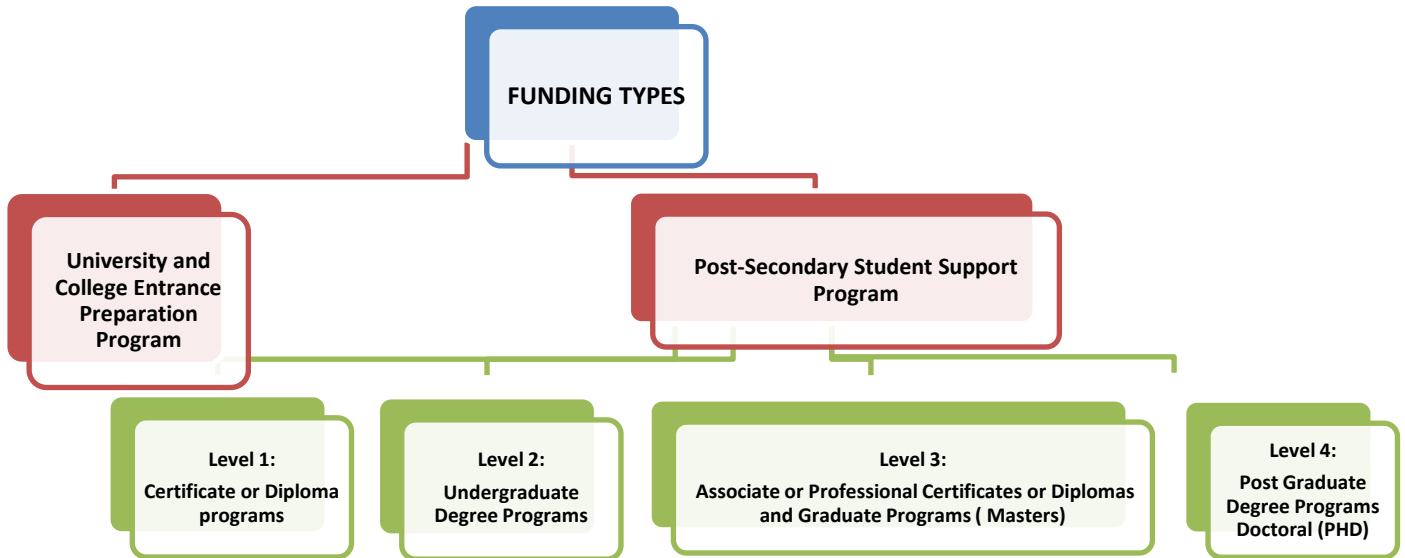 FUNDING TYPES
University and
College Entrance
Preparation
Program
Post-Secondary Student Support
Program
Level 1:
Certificate or Diploma
programs
Level 2:
Undergraduate
Degree Programs
Level 3:
Associate or Professional Certificates or Diplomas
and Graduate Programs ( Masters)
Level 4:
Post Graduate
Degree Programs
Doctoral (PHD)